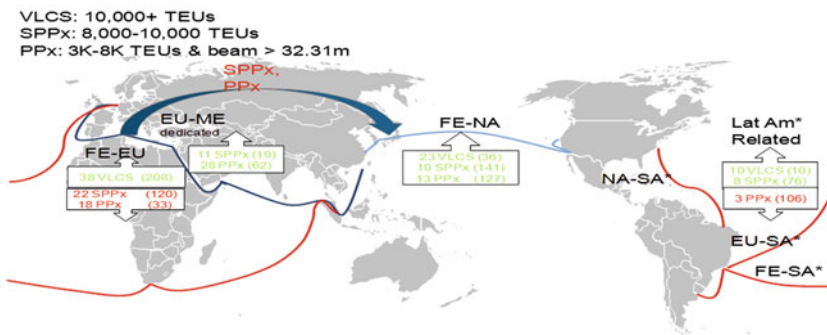 VLCS: 10,000+ TEUs
SPPx: 8,000-10,000 TEUs
PPx: 3K-8K TEUs & beam > 32.31m
SPPx,
PPx
EU-ME
dedicated
11 SPPx (19)
28 PPx (62)
FE-EU
38 VLCS (208)
22 SPPx (120)
18 PPx (33)
FE-NA
23 VLCS (36)
10 SPPx (141)
13 PPx (127)
Lat Am*
Related
10 VLCS (10)
8 SPPx (76)
3 PPx (106)
NA-SA*
EU-SA*
FE-SA*